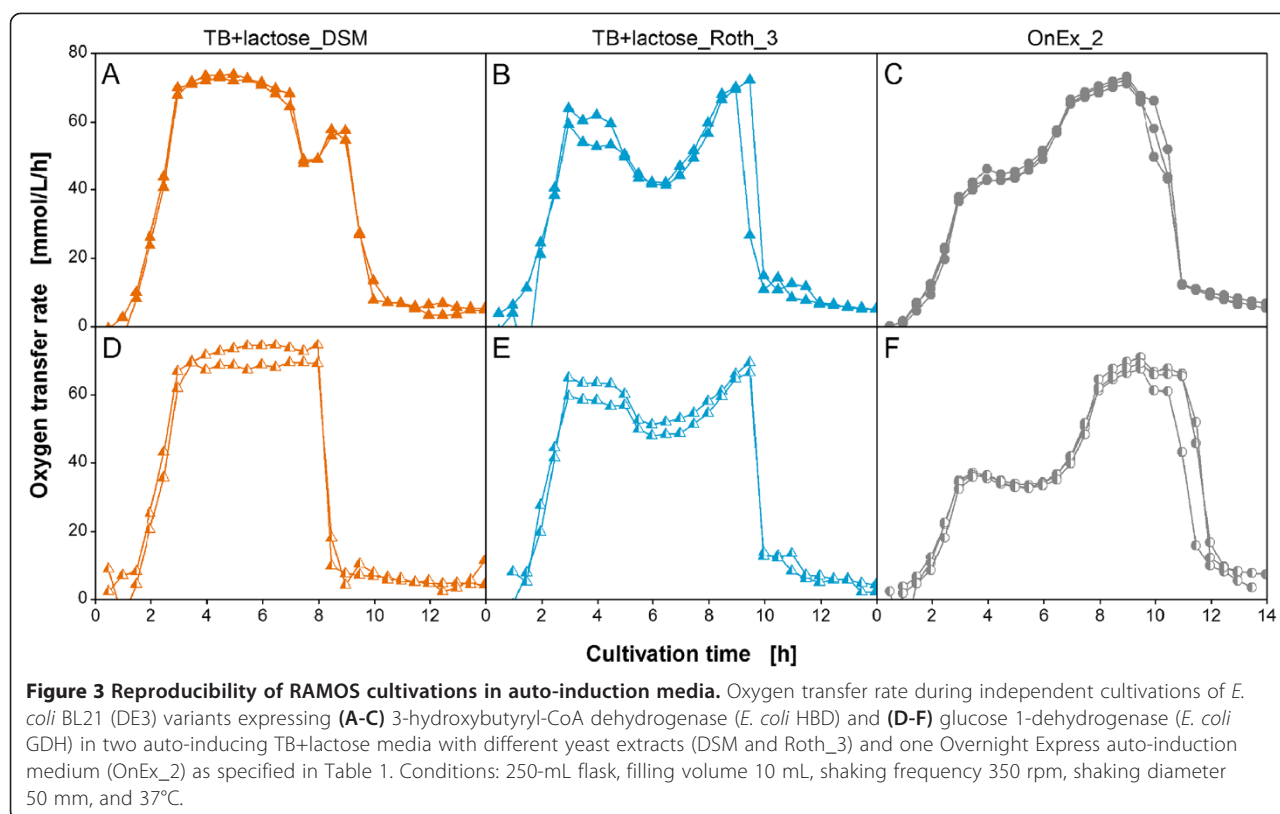 TB+lactose_DSM TB+lactose_Roth_3 OnEx_2
80
A B C
60
40
20
0
D E F
60
40
20
0
Oxygen transfer rate [mmol/L/h]
0 2 4 6 8 10 12 0 2 4 6 8 10 12 0 2 4 6 8 10 12 14
Cultivation time [h]
Figure 3 Reproducibility of RAMOS cultivations in auto-induction media. Oxygen transfer rate during independent cultivations of E.
coli BL21 (DE3) variants expressing (A-C) 3-hydroxybutyryl-CoA dehydrogenase (E. coli HBD) and (D-F) glucose 1-dehydrogenase (E. coli
GDH) in two auto-inducing TB+lactose media with different yeast extracts (DSM and Roth_3) and one Overnight Express auto-induction
medium (OnEx_2) as specified in Table 1. Conditions: 250-mL flask, filling volume 10 mL, shaking frequency 350 rpm, shaking diameter
50 mm, and 37°C.